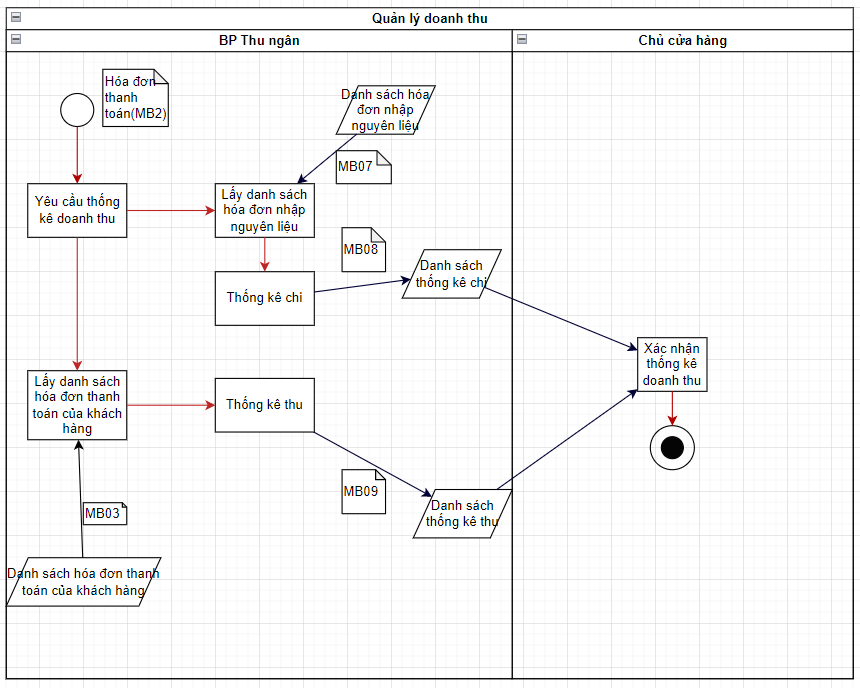 Quản lý doanh thu
BP Thu ngân
Chủ cửa hàng
Hóa đơn
thanh
toán(MB2)
Danh sách hóa
đơn nhập
nguyên liệu
MB07
Yêu cầu thống
kê doanh thu
Lấy danh sách
hóa đơn nhập
nguyên liệu
MB08
Danh sách
thống kê chi
Thống kê chi
Xác nhận
thống kê
doanh thu
Lấy danh sách
hóa đơn thanh
toán của khách
hàng
Thống kê thu
MB09
Danh sách
thống kê thu
MB03
Danh sách hóa đơn thanh
toán của khách hàng